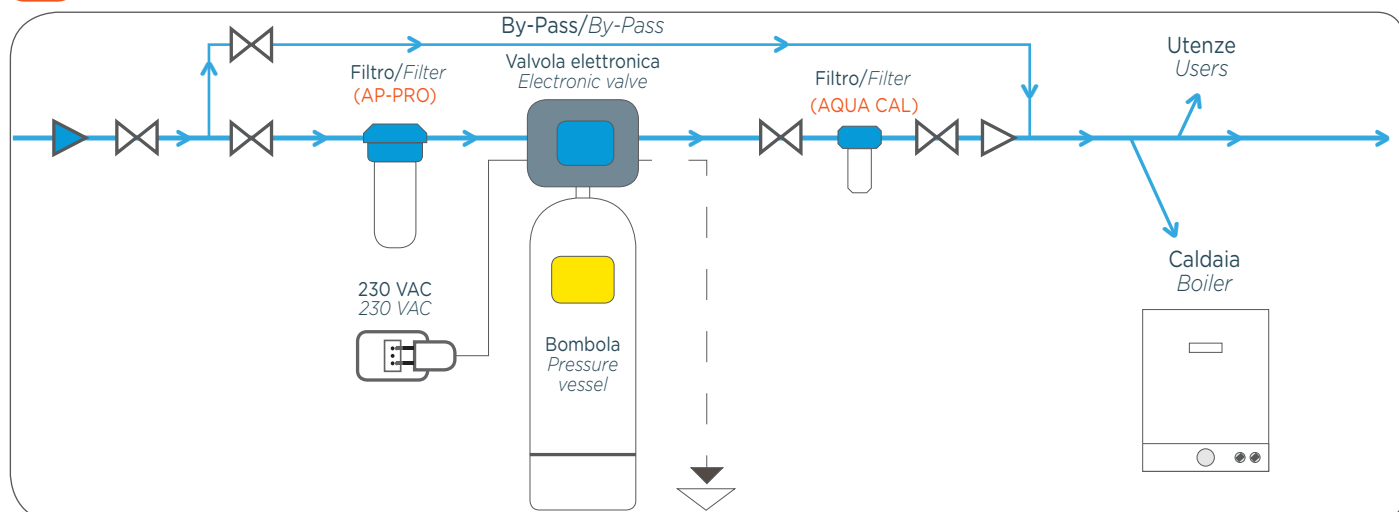 By-Pass/By-Pass
Utenze
Users
Filtro/Filter
(AP-PRO)
Valvola elettronica
Electronic valve
Filtro/Filter
(AQUA CAL)
Caldaia
Boiler
230 VAC
230 VAC
Bombola
Pressure
vessel